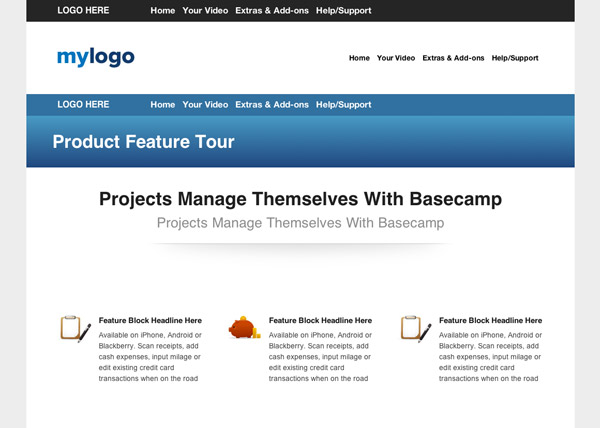 LOGO HERE Home Your Video Extras & Add-ons Help/Support
mylogo Home Your Video Extras & Add-ons Help/Support
LOGO HERE Home Your Video Extras & Add-ons Help/Support
Product Feature Tour
Projects Manage Themselves With Basecamp
Projects Manage Themselves With Basecamp
Feature Block Headline Here
Available on iPhone, Android or
Blackberry. Scan receipts, add
cash expenses, input milage or
edit existing credit card
transactions when on the road
Feature Block Headline Here
Available on iPhone, Android or
Blackberry. Scan receipts, add
cash expenses, input milage or
edit existing credit card
transactions when on the road
Feature Block Headline Here
Available on iPhone, Android or
Blackberry. Scan receipts, add
cash expenses, input milage or
edit existing credit card
transactions when on the road